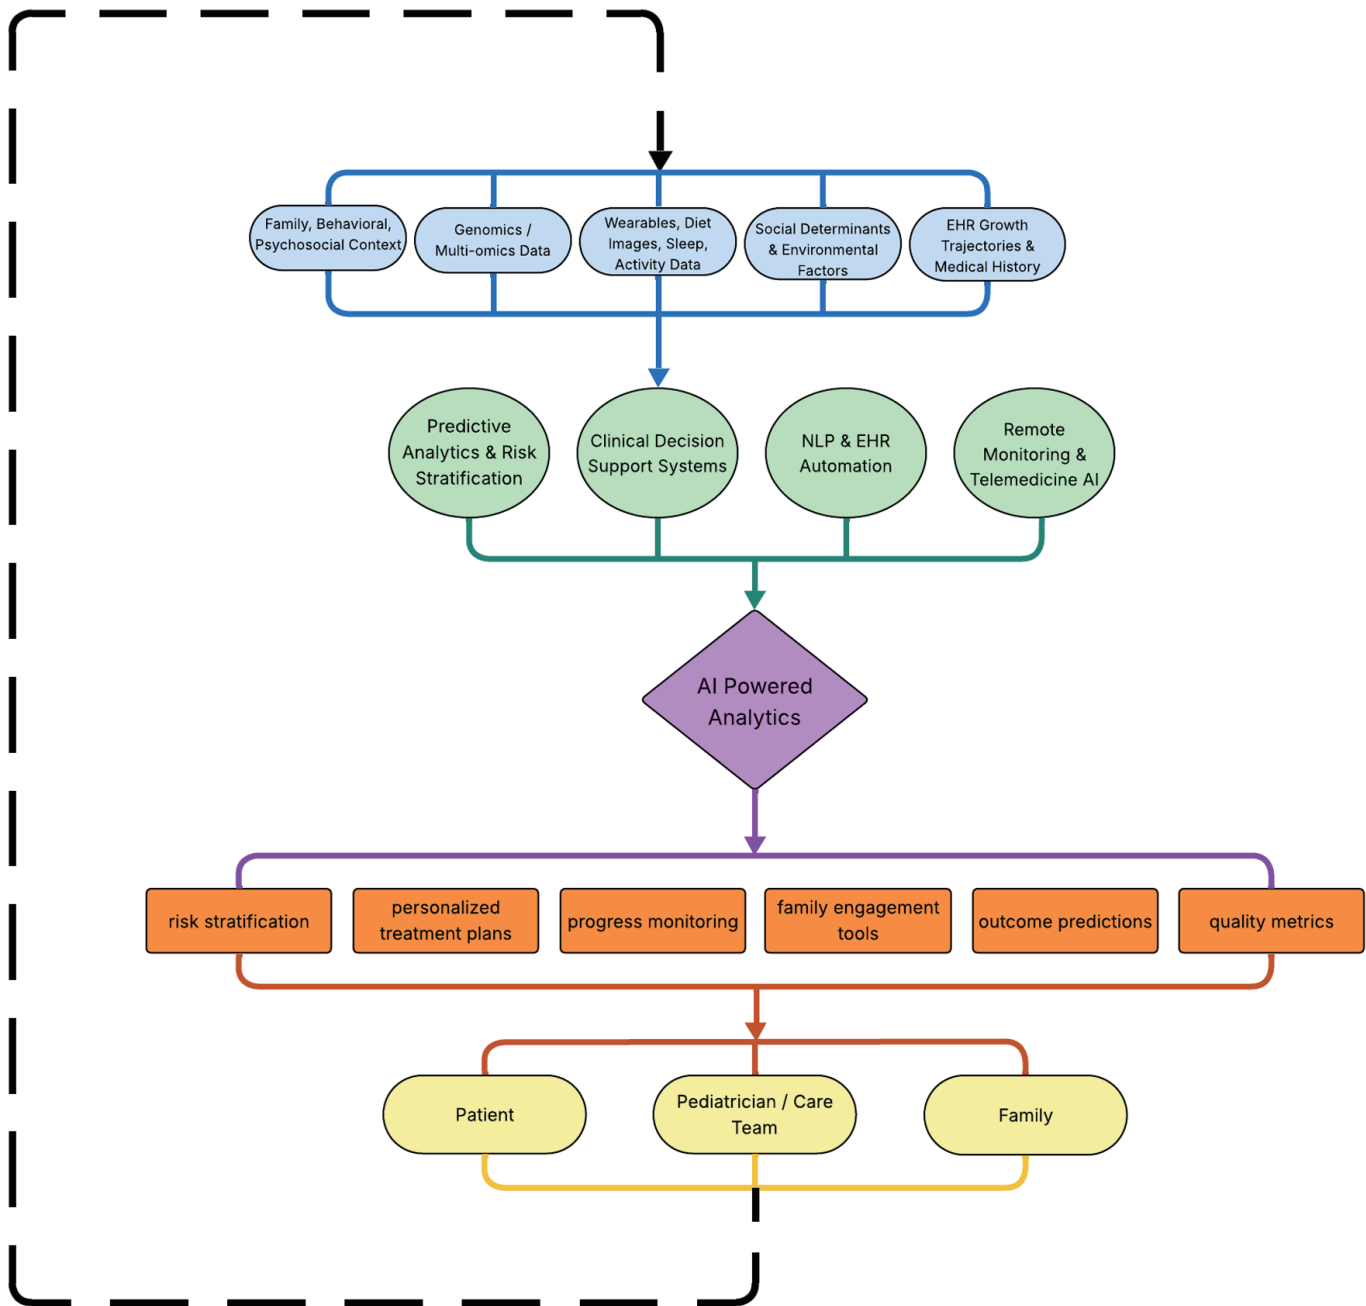 Family, Behavioral,
Psychosocial Context
Genomics /
Multi-omics Data
Wearables, Diet
Images, Sleep,
Activity Data
Social Determinants
& Environmental
Factors
EHR Growth
Trajectories &
Medical History
Predictive
Analytics & Risk
Stratification
Clinical Decision
Support Systems
NLP & EHR
Automation
Remote
Monitoring &
Telemedicine AI
AI Powered
Analytics
risk stratification
personalized
treatment plans
progress monitoring
family engagement
tools
outcome predictions
quality metrics
Patient
Pediatrician / Care
Team
Family